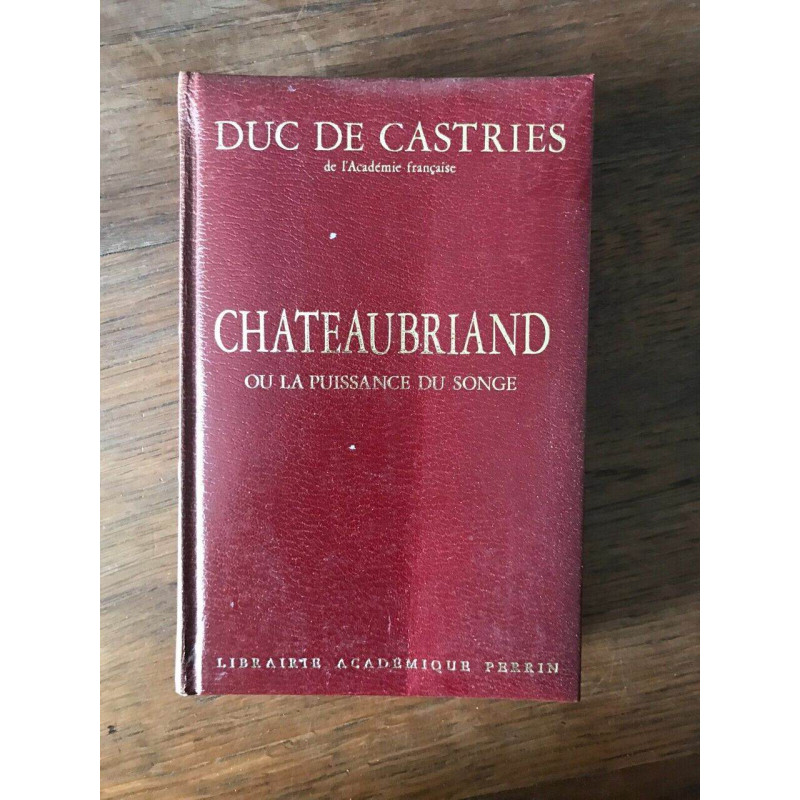 DUC DE CASTRIES
de l'Académie française
CHATEAUBRIAND
OU LA PUISSANCE DU SONGE
LIBRAIRIE ACADÉMIQUE PERRIN